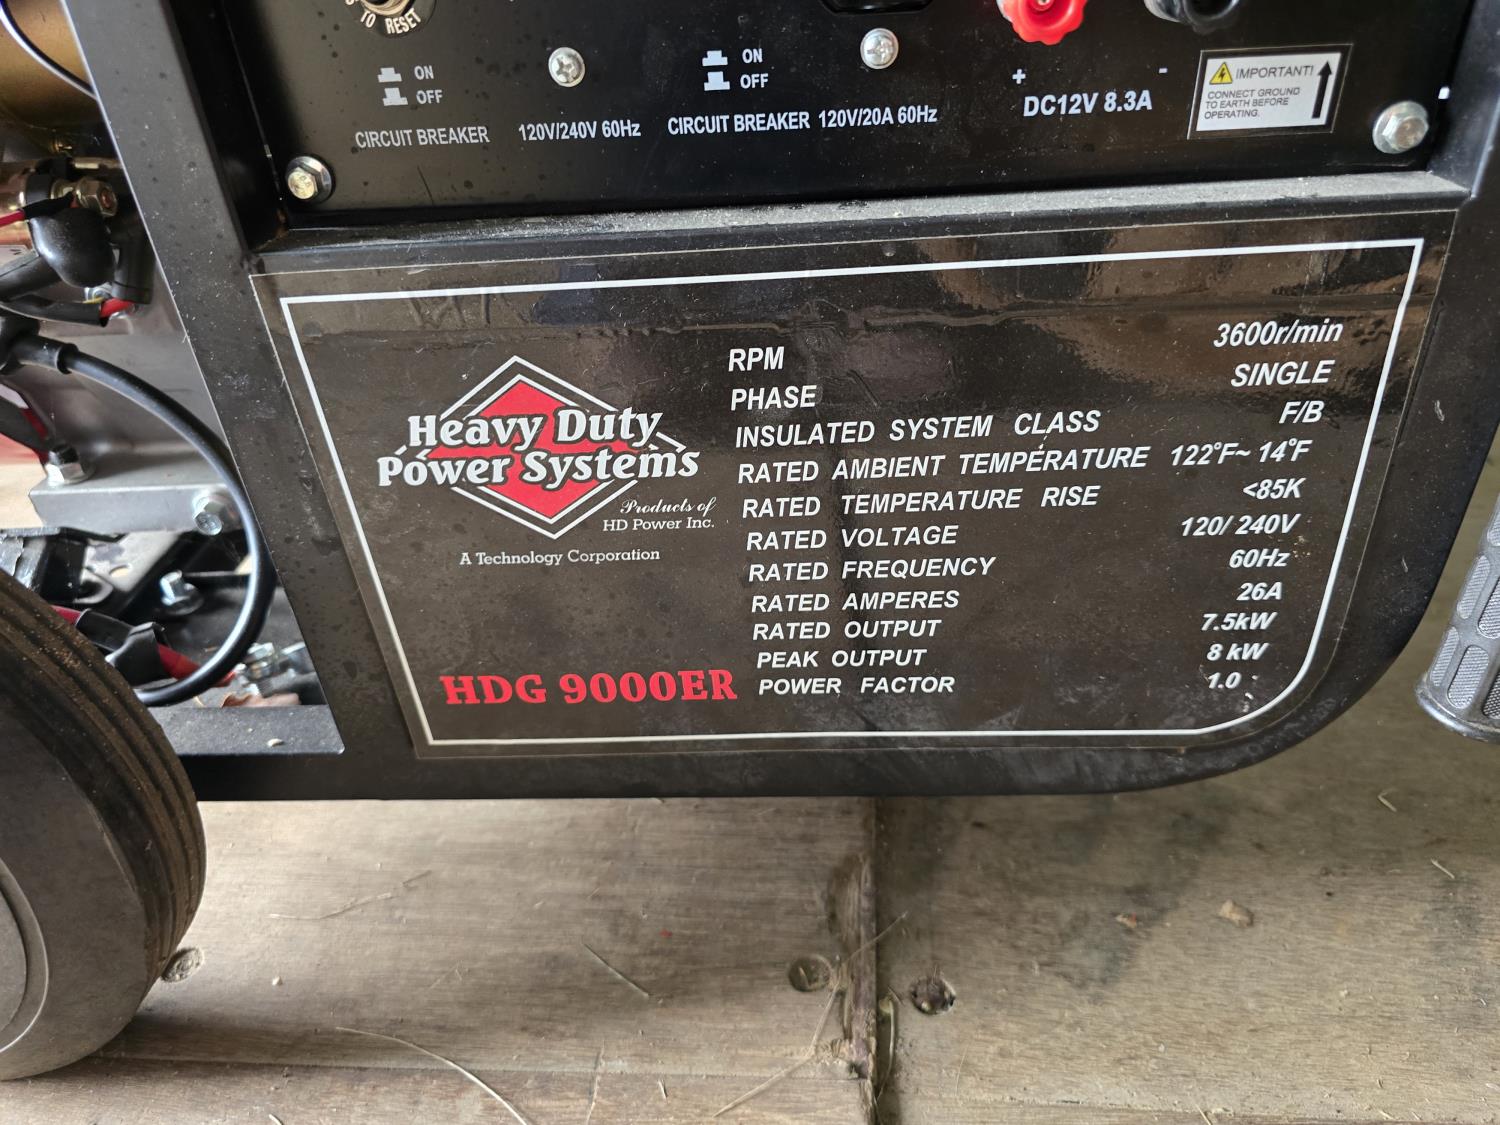 TO RESET
ON
OFF
CIRCUIT BREAKER
120V/240V 60Hz
ON
OFF
CIRCUIT BREAKER
120V/20A 60Hz
+
-
DC12V 8.3A
IMPORTANT!
CONNECT GROUND
TO EARTH BEFORE
OPERATING.
Heavy Duty
Power Systems
Products of
HD Power Inc.
A Technology Corporation
HDG 9000ER
RPM 3600r/min
PHASE SINGLE
INSULATED SYSTEM CLASS F/B
RATED AMBIENT TEMPERATURE 122°F~ 14°F
RATED TEMPERATURE RISE <85K
RATED VOLTAGE 120/ 240V
RATED FREQUENCY 60Hz
RATED AMPERES 26A
RATED OUTPUT 7.5kW
PEAK OUTPUT 8 kW
POWER FACTOR 1.0